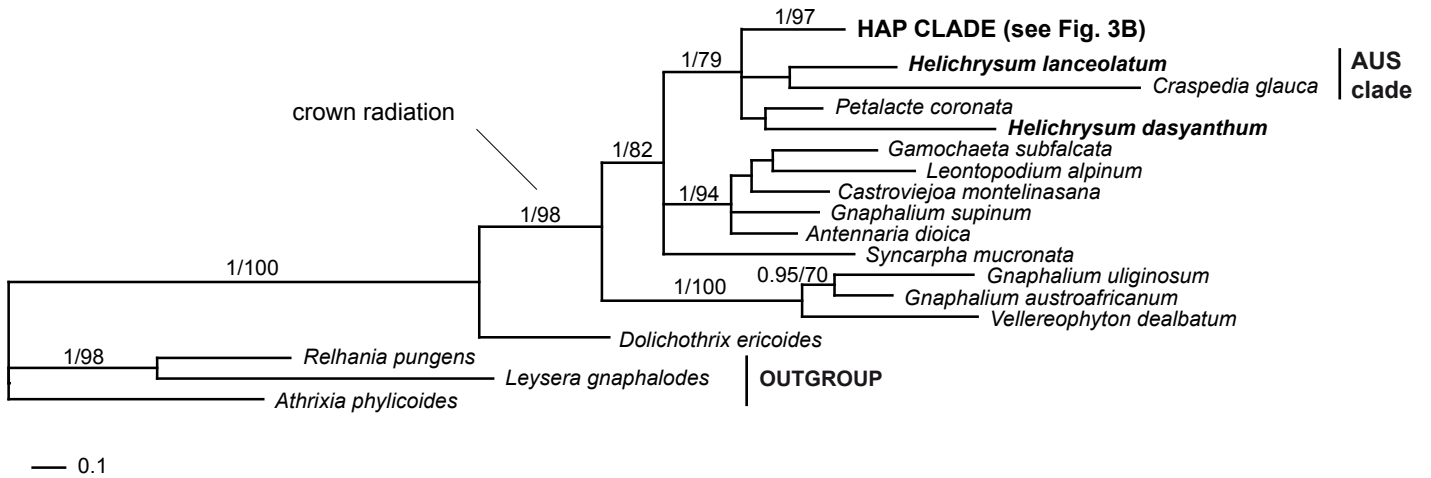 1/97
HAP CLADE (see Fig. 3B)
1/79
Helichrysum lanceolatum
AUS
clade
Craspedia glauca
crown radiation
Petalacte coronata
Helichrysum dasyanthum
1/82
Gamochaeta subfalcata
Leontopodium alpinum
1/94
Castroviejoa montelinasana
Gnaphalium supinum
1/98
Antennaria dioica
Syncarpha mucronata
1/100
0.95/70
Gnaphalium uliginosum
1/100
Gnaphalium austroafricanum
Vellereophyton dealbatum
Dolichothrix ericoides
1/98
Relhania pungens
Leysera gnaphalodes
OUTGROUP
Athrixia phylicoides
0.1